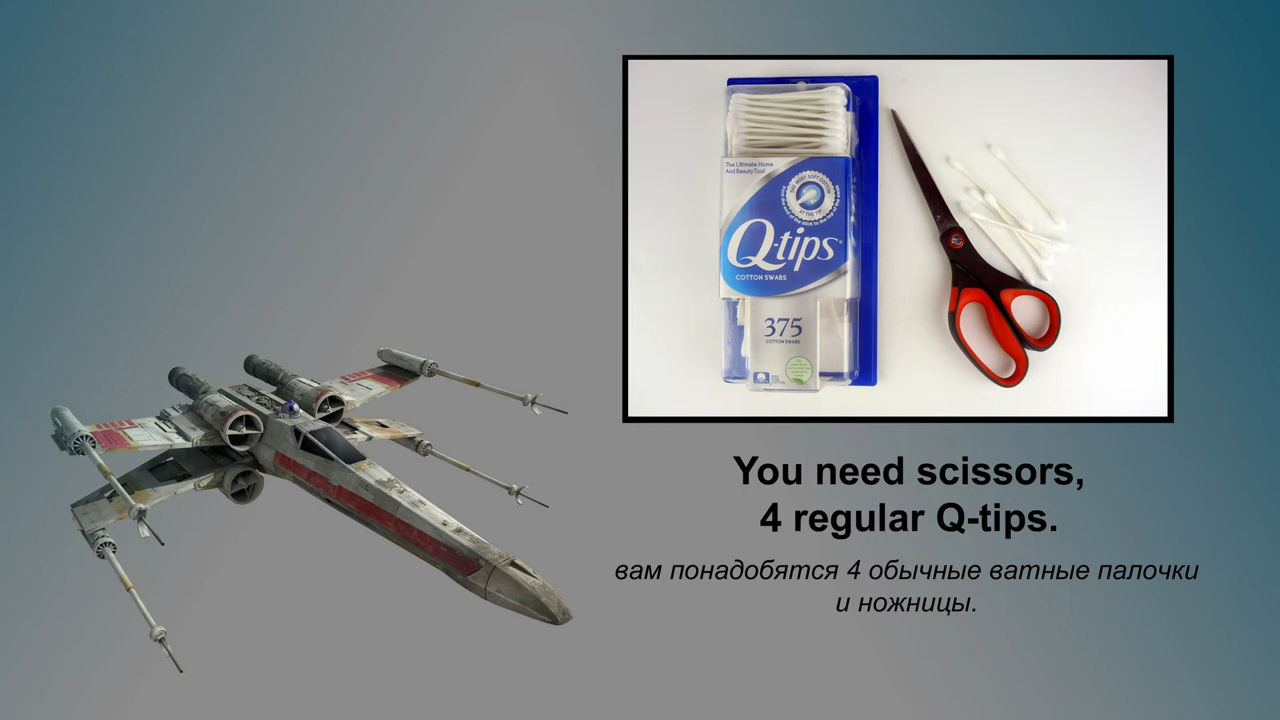 The Ultimate Home
And Beauty Tool
Q-tips
COTTON SWABS
375
COTTON SWABS
You need scissors,
4 regular Q-tips.
вам понадобятся 4 обычные ватные палочки
и ножницы.